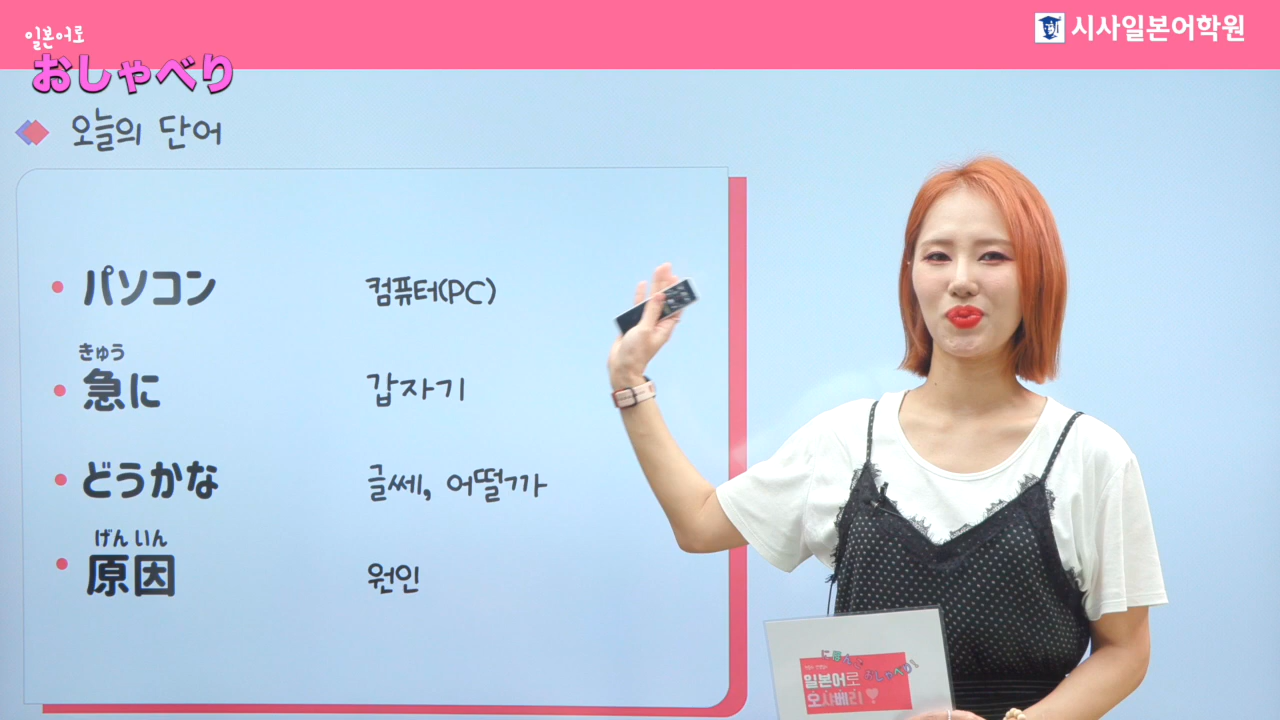 일본어로
おしゃべり
시사일본어학원
오늘의 단어
パソコン
컴퓨터(PC)
きゅう
急に
갑자기
どうかな
글쎄, 어떨까
げんいん
原因
원인
일본어로
오샤베리